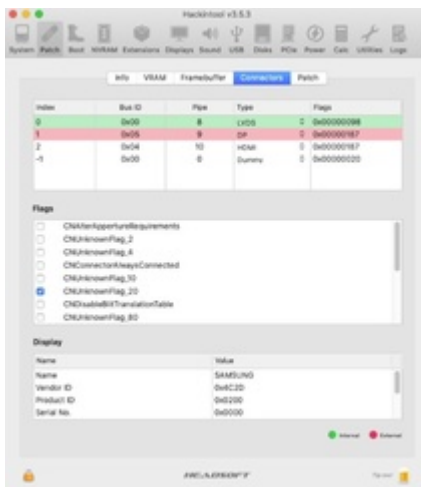 Hackintool v3.5.3
System Patch Boot NVRAM Extensions Displays Sound USB Disks PCIe Power Calc Utilities Logs
Info VRAM Framebuffer Connectors Patch
Index Bus ID Pipe Type Flags
0 0x00 8 LVDS 0x00000098
1 0x05 9 DP 0x00000187
2 0x04 10 HDMI 0x00000187
-1 0x00 0 Dummy 0x00000020
Flags
CNAlterAppertureRequirements
CNUnknownFlag_2
CNUnknownFlag_4
CNConnectorAlwaysConnected
CNUnknownFlag_10
CNUnknownFlag_20
CNDisableBlitTranslationTable
CNUnknownFlag_80
Display
Name Value
Name SAMSUNG
Vendor ID 0x4C2D
Product ID 0x0200
Serial No. 0x0000
Internal External
HEADSOFT